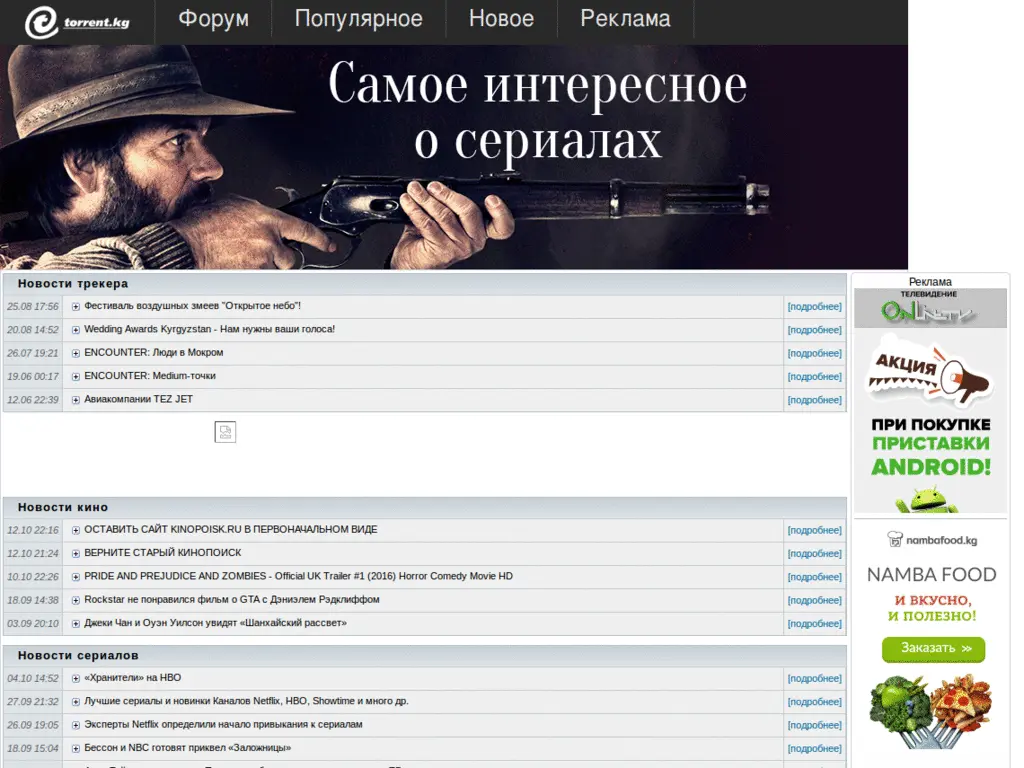 torrent.kg Форум Популярное Новое Реклама
Самое интересное
о сериалах
Новости трекера
25.08 17:56 Фестиваль воздушных змеев "Открытое небо"! [подробнее]
20.08 14:52 Wedding Awards Kyrgyzstan - Нам нужны ваши голоса! [подробнее]
26.07 19:21 ENCOUNTER: Люди в Мокром [подробнее]
19.06 00:17 ENCOUNTER: Medium-точки [подробнее]
12.06 22:39 Авиакомпании TEZ JET [подробнее]
Новости кино
12.10 22:16 ОСТАВИТЬ САЙТ KINOPOISK.RU В ПЕРВОНАЧАЛЬНОМ ВИДЕ [подробнее]
12.10 21:24 ВЕРНИТЕ СТАРЫЙ КИНОПОИСК [подробнее]
10.10 22:26 PRIDE AND PREJUDICE AND ZOMBIES - Official UK Trailer #1 (2016) Horror Comedy Movie HD [подробнее]
18.09 14:38 Rockstar не понравился фильм о GTA с Дэниэлем Рэдклиффом [подробнее]
03.09 20:10 Джеки Чан и Оуэн Уилсон увидят «Шанхайский рассвет» [подробнее]
Новости сериалов
04.10 14:52 «Хранители» на HBO [подробнее]
27.09 21:32 Лучшие сериалы и новинки Каналов Netflix, HBO, Showtime и много др. [подробнее]
26.09 19:05 Эксперты Netflix определили начало привыкания к сериалам [подробнее]
18.09 15:04 Бессон и NBC готовят приквел «Заложницы» [подробнее]
Реклама
ТЕЛЕВИДЕНИЕ
ONLINETV
АКЦИЯ
ПРИ ПОКУПКЕ
ПРИСТАВКИ
ANDROID!
nambafood.kg
NAMBA FOOD
И ВКУСНО,
И ПОЛЕЗНО!
Заказать »